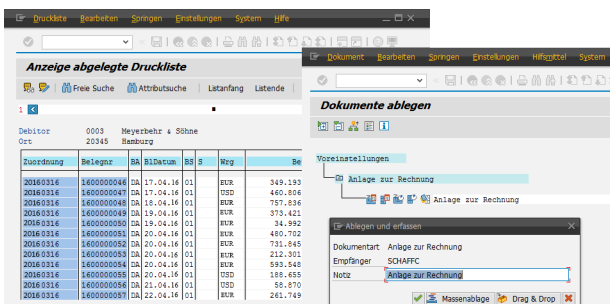 Druckliste Bearbeiten Springen Einstellungen System Hilfe
Anzeige abgelegte Druckliste
Freie Suche Attributsuche Listanfang Listende
1
Debitor 0003 Meyerbehr & Söhne
Ort 20345 Hamburg
Zuordnung Belegnr BA BlDatum BS S Wrg Be
20160316 1600000046 DA 17.04.16 01 EUR 349.193
20160316 1600000047 DA 17.04.16 01 USD 460.806
20160316 1600000048 DA 18.04.16 01 EUR 757.836
20160316 1600000049 DA 19.04.16 01 EUR 373.421
20160316 1600000050 DA 19.04.16 01 EUR 34.992
20160316 1600000051 DA 20.04.16 01 EUR 480.702
20160316 1600000052 DA 20.04.16 01 EUR 731.845
20160316 1600000053 DA 20.04.16 01 EUR 212.301
20160316 1600000054 DA 20.04.16 01 EUR 593.548
20160316 1600000055 DA 20.04.16 01 USD 188.655
20160316 1600000056 DA 21.04.16 01 USD 58.870
20160316 1600000057 DA 22.04.16 01 EUR 261.749
Dokument Bearbeiten Springen Einstellungen Hilfsmittel System
Dokumente ablegen
Voreinstellungen
Anlage zur Rechnung
Anlage zur Rechnung
Ablegen und erfassen
Dokumentart Anlage zur Rechnung
Empfänger SCHAFFC
Notiz Anlage zur Rechnung
Massenablage Drag & Drop